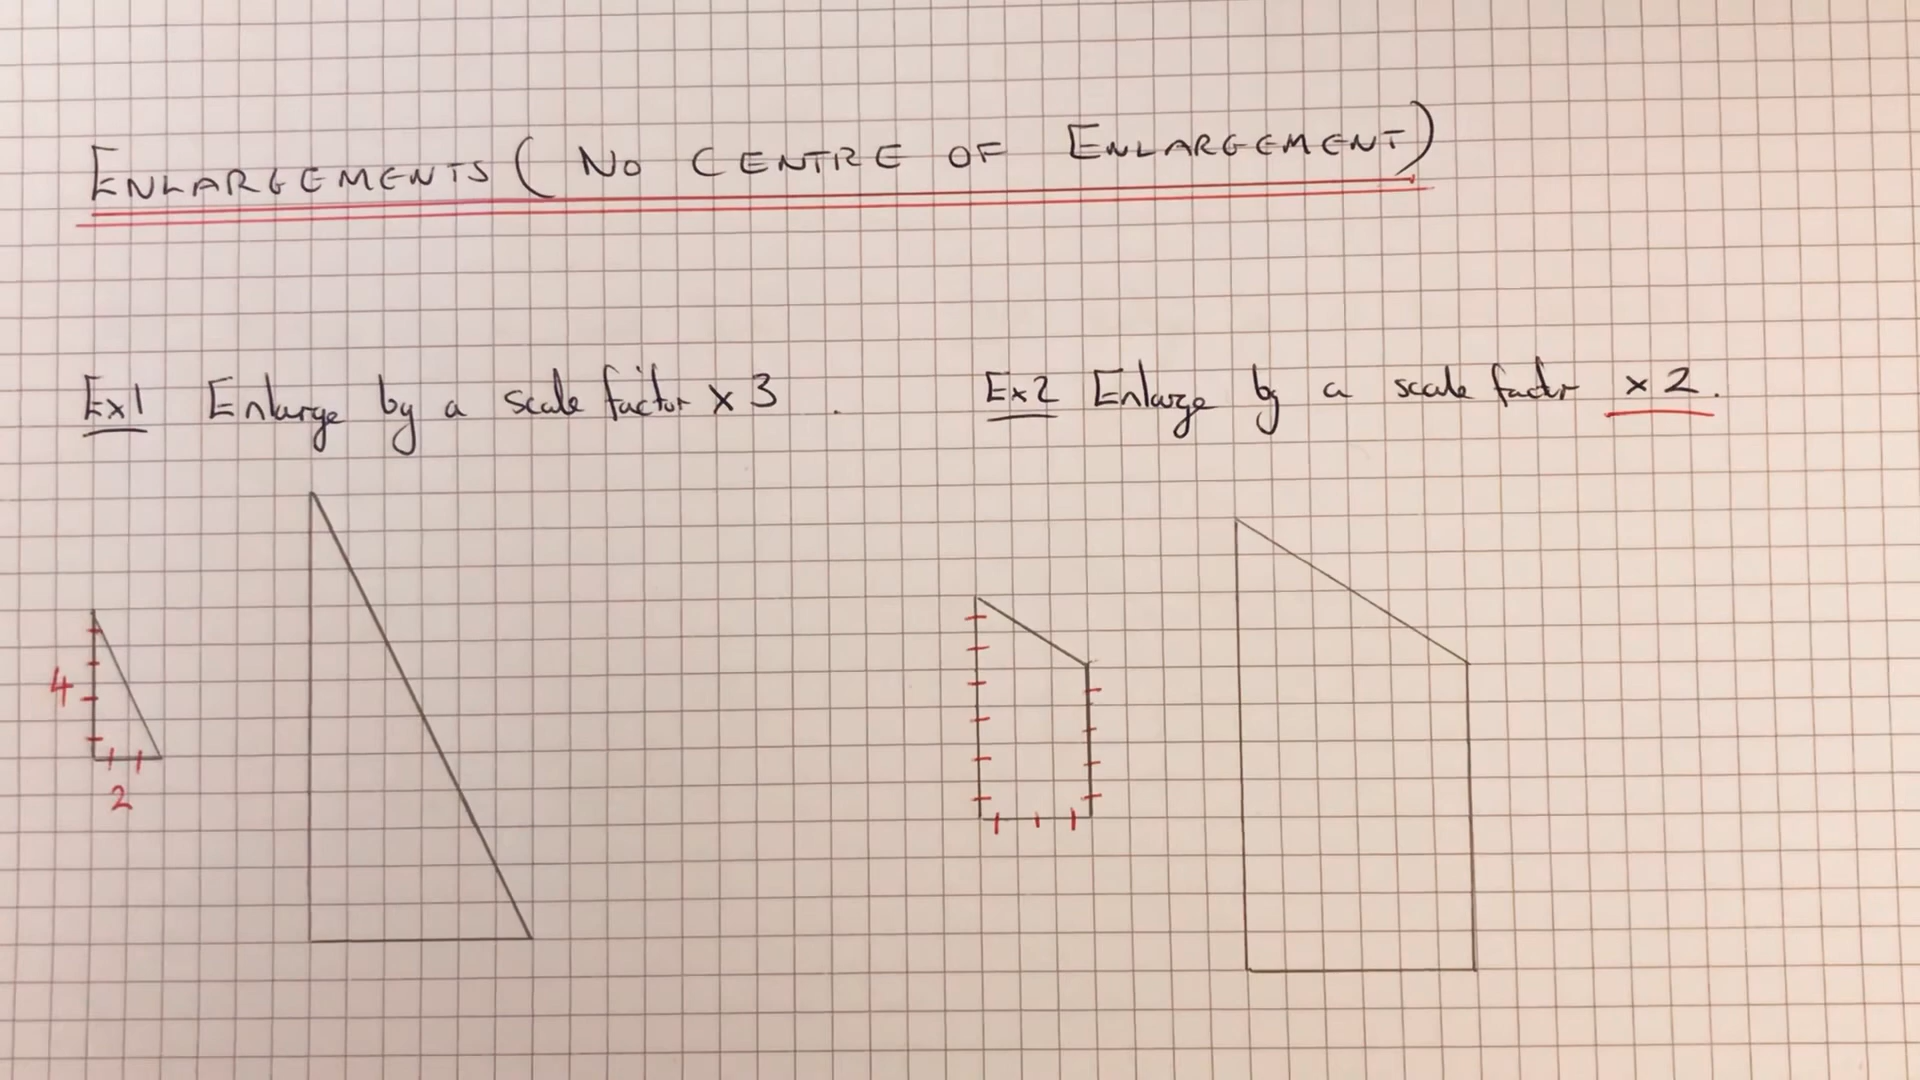 ENLARGEMENTS (NO CENTRE OF ENLARGEMENT)
Ex1 Enlarge by a scale factor x 3.
Ex2 Enlarge by a scale factor x 2.
4
2